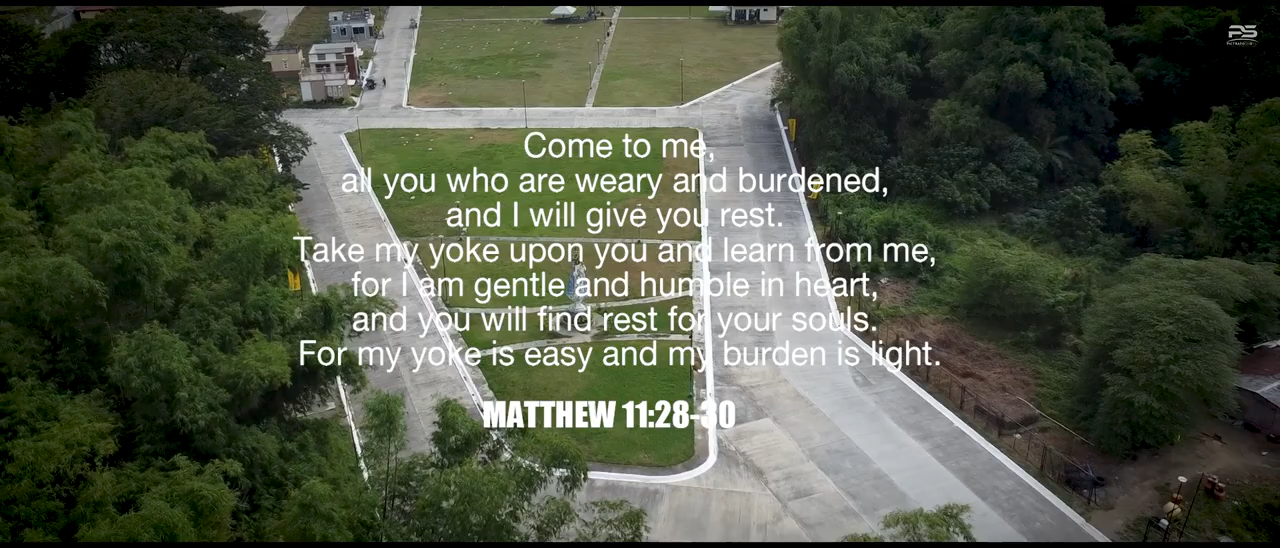 PS
Come to me,
all you who are weary and burdened,
and I will give you rest.
Take my yoke upon you and learn from me,
for I am gentle and humble in heart,
and you will find rest for your souls.
For my yoke is easy and my burden is light.
MATTHEW 11:28-30